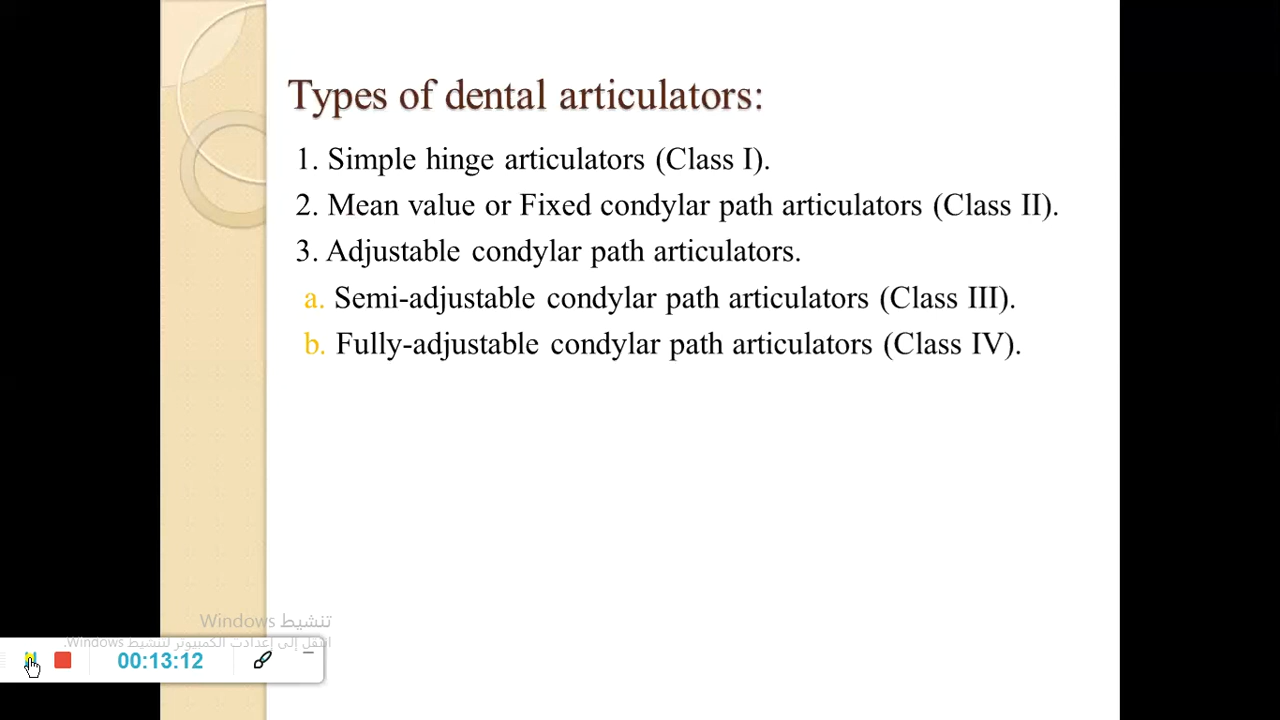 Types of dental articulators:
1. Simple hinge articulators (Class I).
2. Mean value or Fixed condylar path articulators (Class II).
3. Adjustable condylar path articulators.
a. Semi-adjustable condylar path articulators (Class III).
b. Fully-adjustable condylar path articulators (Class IV).
تنشيط Windows
انتقل إلى إعدادات الكمبيوتر لتنشيط Windows.
00:13:12